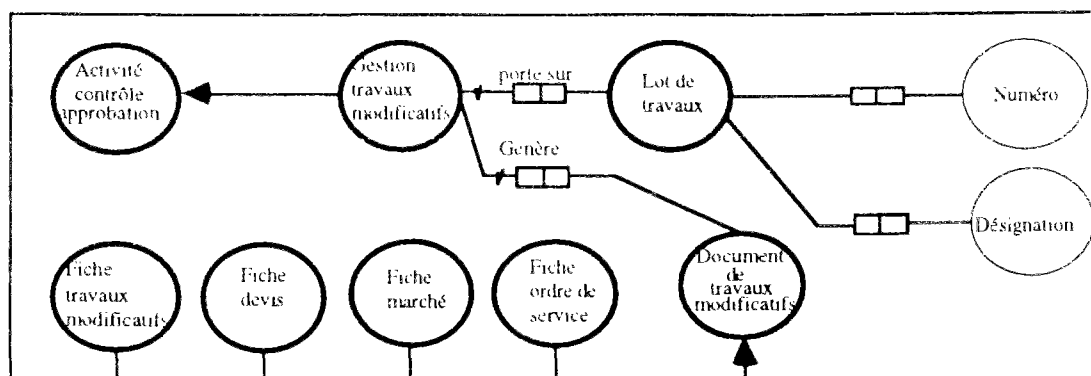 Activité
contrôle
approbation
Gestion
travaux
modificatifs
porte sur
Lot de
travaux
Numéro
Genère
Désignation
Fiche
travaux
modificatifs
Fiche
devis
Fiche
marché
Fiche
ordre de
service
Document
de
travaux
modificatifs